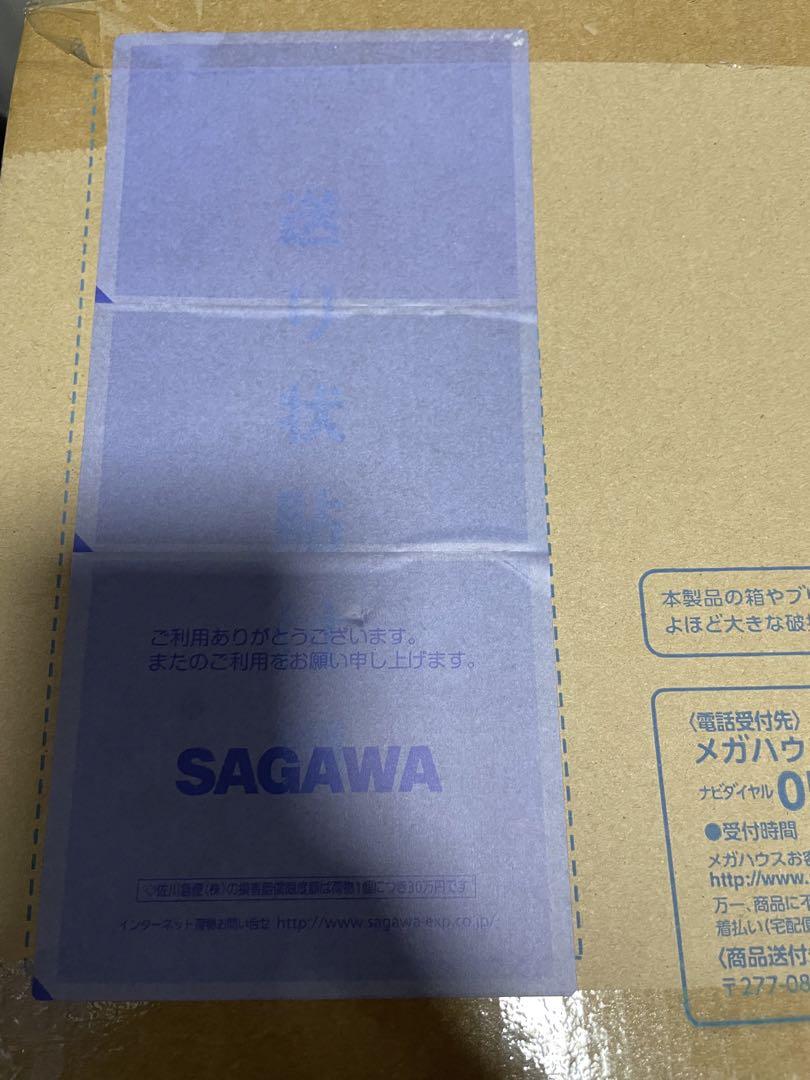 送り状貼付
ご利用ありがとうございます。
またのご利用をお願い申し上げます。
SAGAWA
◎佐川急便(株)の損害賠償限度額は荷物1個につき30万円です
インターネット荷物お問い合せ http://www.sagawa-exp.co.jp/
本製品の箱やブ
よほど大きな破
〈電話受付先〉
メガハウ
ナビダイヤル 0
●受付時間
メガハウスお客
http://www.
万一、商品に不
着払い(宅配便
〈商品送付
〒277-08